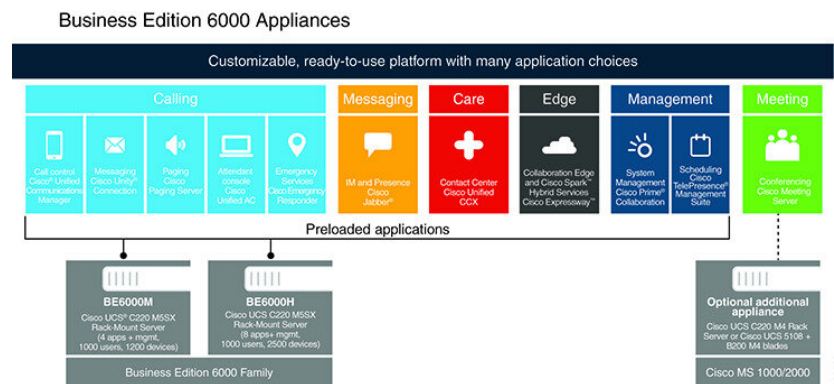 Business Edition 6000 Appliances
Customizable, ready-to-use platform with many application choices
Calling
Messaging
Care
Edge
Management
Meeting
Call control
Cisco® Unified
Communications
Manager
Messaging
Cisco Unity®
Connection
Paging
Cisco
Paging Server
Attendant
console
Cisco
Unified AC
Emergency
Services
Cisco Emergency
Responder
IM and Presence
Cisco
Jabber®
Contact Center
Cisco Unified
CCX
Collaboration Edge
and Cisco Spark™
Hybrid Services
Cisco Expressway™
System
Management
Cisco Prime®
Collaboration
Scheduling
Cisco
TelePresence®
Management
Suite
Conferencing
Cisco Meeting
Server
Preloaded applications
BE6000M
Cisco UCS® C220 M5SX
Rack-Mount Server
(4 apps+ mgmt,
1000 users, 1200 devices)
BE6000H
Cisco UCS C220 M5SX
Rack-Mount Server
(8 apps+ mgmt,
1000 users, 2500 devices)
Optional additional
appliance
Cisco UCS C220 M4 Rack
Server or Cisco UCS 5108 +
B200 M4 blades
Business Edition 6000 Family
Cisco MS 1000/2000